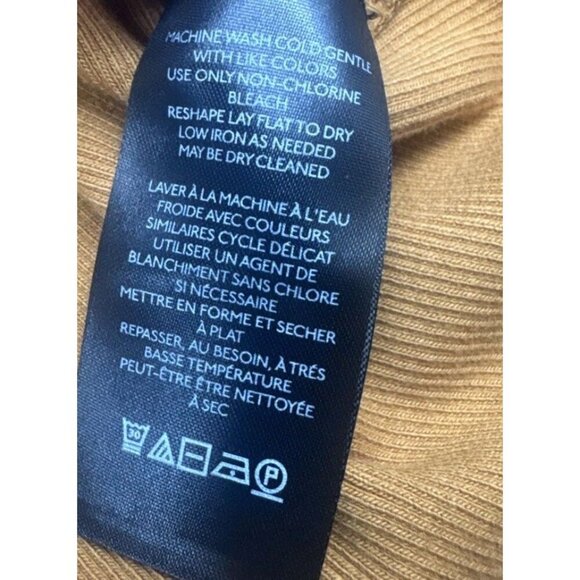 MACHINE WASH COLD GENTLE
WITH LIKE COLORS
USE ONLY NON-CHLORINE
BLEACH
RESHAPE LAY FLAT TO DRY
LOW IRON AS NEEDED
MAY BE DRY CLEANED
LAVER À LA MACHINE À L'EAU
FROIDE AVEC COULEURS
SIMILAIRES CYCLE DÉLICAT
UTILISER UN AGENT DE
BLANCHIMENT SANS CHLORE
SI NÉCESSAIRE
METTRE EN FORME ET SECHER
À PLAT
REPASSER, AU BESOIN, À TRÉS
BASSE TEMPÉRATURE
PEUT-ÊTRE ÊTRE NETTOYÉE
À SEC
30 P